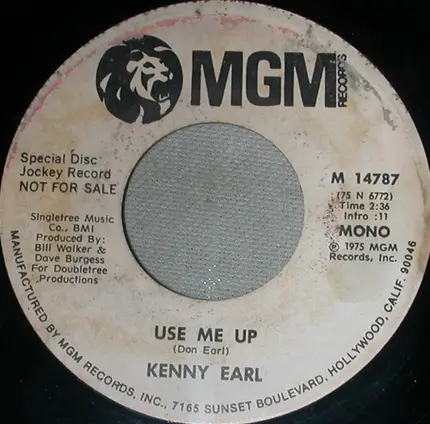 MGM
RECORDS
Special Disc
Jockey Record
NOT FOR SALE
Singletree Music
Co., BMI
Produced By:
Bill Walker &
Dave Burgess
For Doubletree
Productions
M 14787
(75 N 6772)
Time 2:36
Intro :11
MONO
℗ 1975 MGM
Records, Inc.
USE ME UP
(Don Earl)
KENNY EARL
MANUFACTURED BY MGM RECORDS, INC., 7165 SUNSET BOULEVARD, HOLLYWOOD, CALIF. 90046